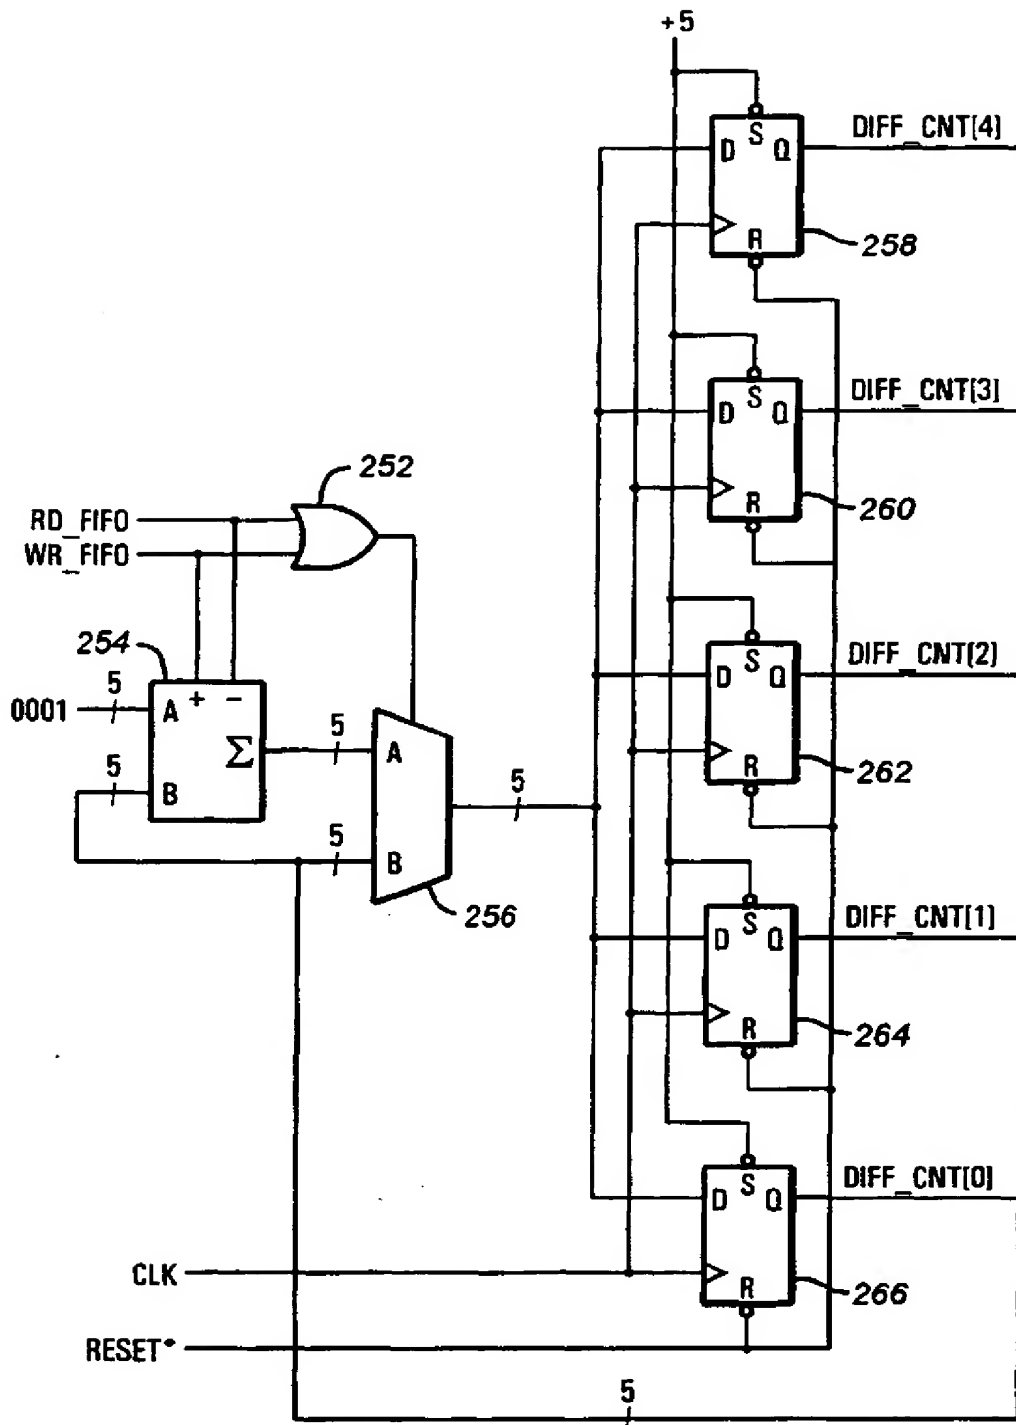 +5
S
D Q
R
DIFF_CNT[4]
258
S
D Q
R
DIFF_CNT[3]
260
252
RD_FIFO
WR_FIFO
254
+ -
5
0001
A
Σ
5
B
5
A
5
B
5
256
S
D Q
R
DIFF_CNT[2]
262
S
D Q
R
DIFF_CNT[1]
264
S
D Q
R
DIFF_CNT[0]
266
CLK
RESET*
5